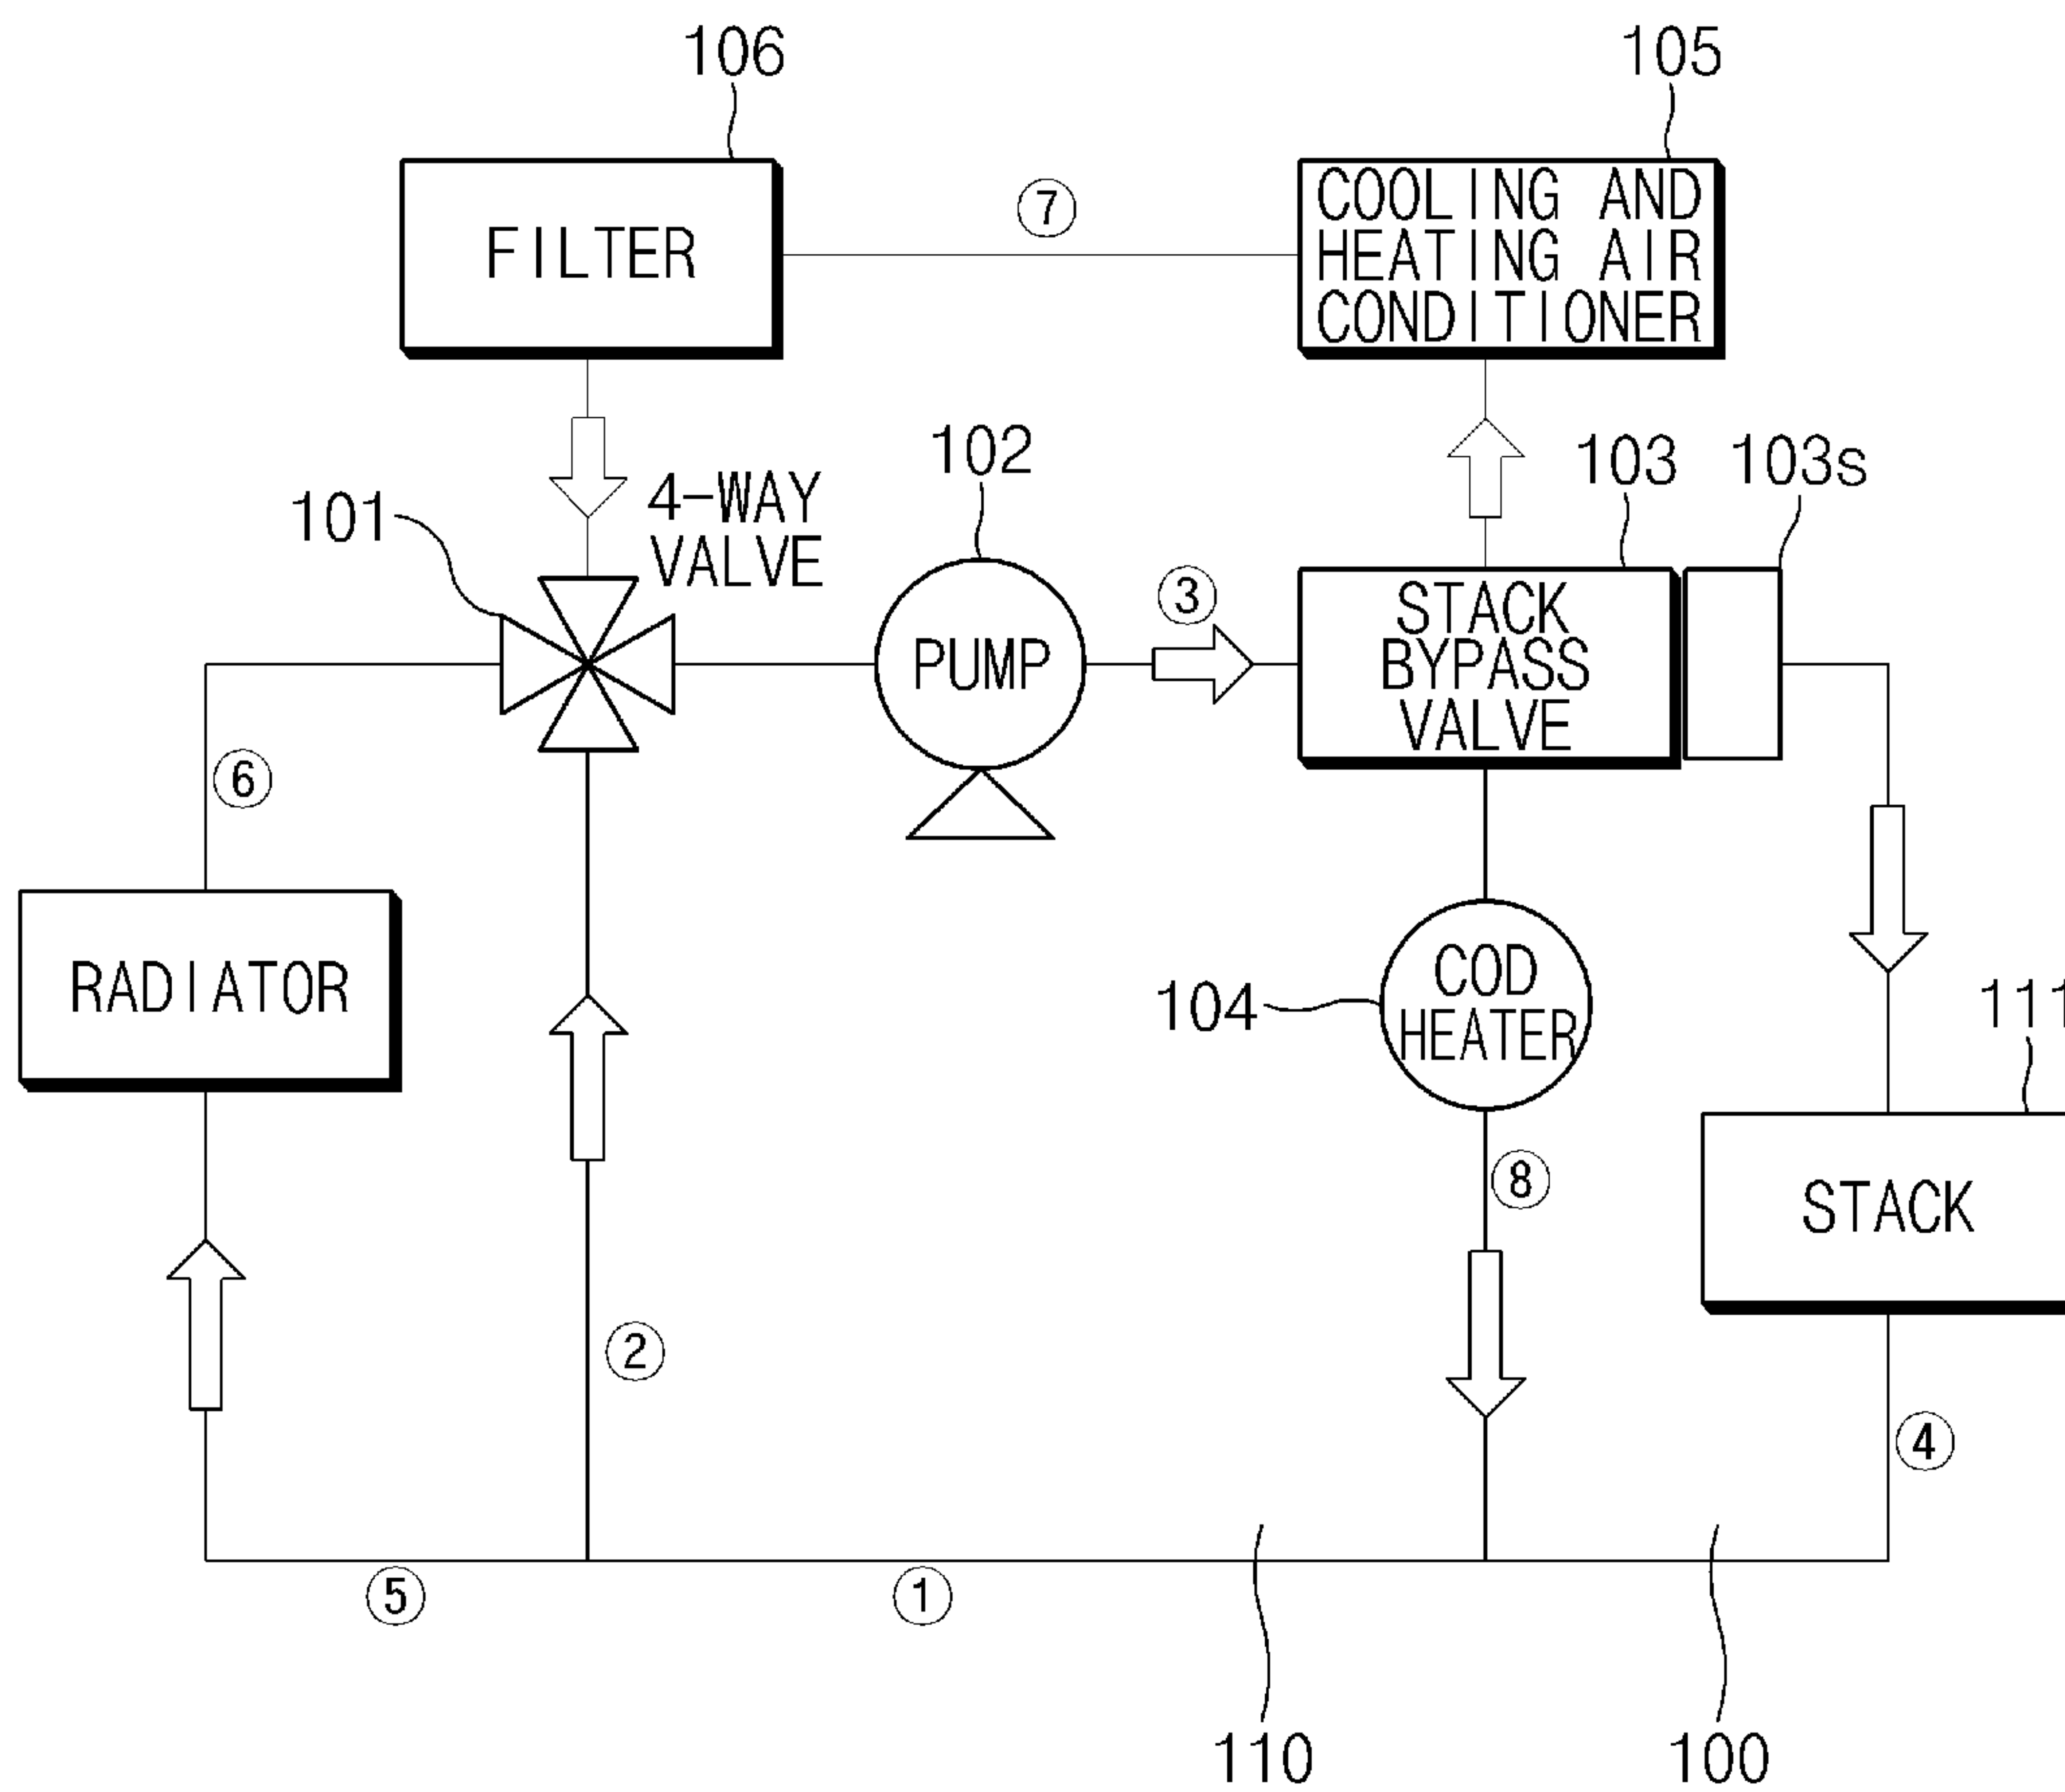 106
105
FILTER
⑦
COOLING AND
HEATING AIR
CONDITIONER
101
4-WAY
VALVE
102
103
103s
PUMP
③
STACK
BYPASS
VALVE
⑥
RADIATOR
104
COD
HEATER
111
⑧
STACK
②
④
⑤
①
110
100